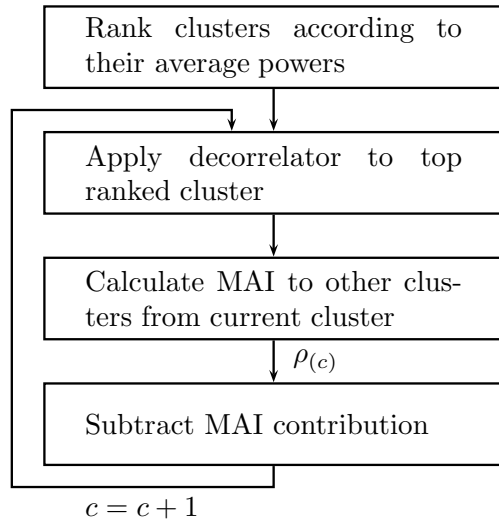 Rank clusters according to
their average powers
Apply decorrelator to top
ranked cluster
Calculate MAI to other clus-
ters from current cluster
ρ(c)
Subtract MAI contribution
c = c + 1